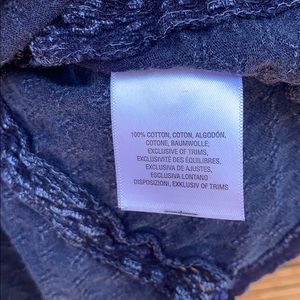 100% COTTON, COTON, ALGODÓN,
COTONE, BAUMWOLLE;
EXCLUSIVE OF TRIMS,
EXCLUSIVITÉ DES ÉQUILIBRES,
EXCLUSIVA DE AJUSTES,
ESCLUSIVA LONTANO
DISPOSIZIONI, EXKLUSIV OF TRIMS